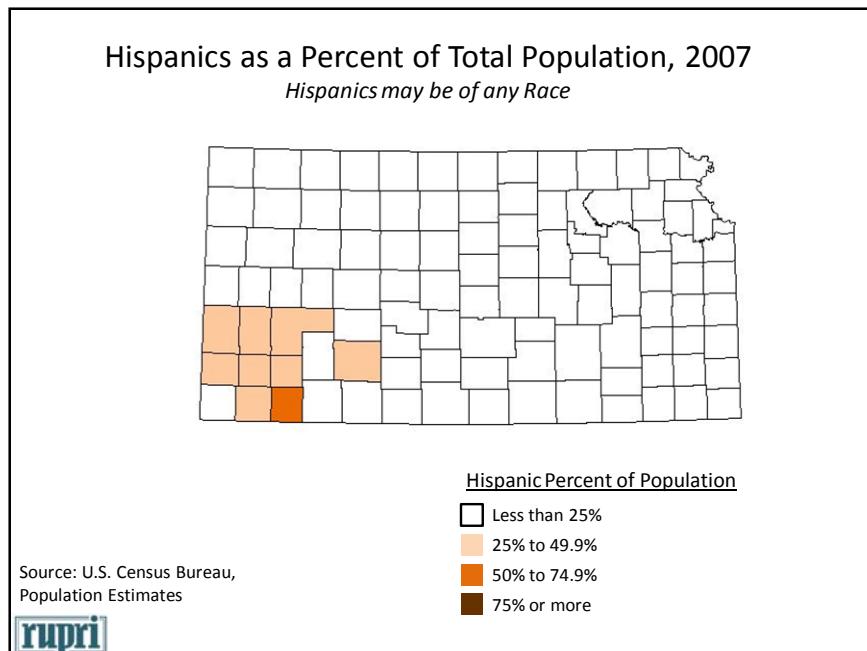 Hispanics as a Percent of Total Population, 2007
Hispanics may be of any Race
Hispanic Percent of Population
Less than 25%
25% to 49.9%
50% to 74.9%
75% or more
Source: U.S. Census Bureau,
Population Estimates
rupri